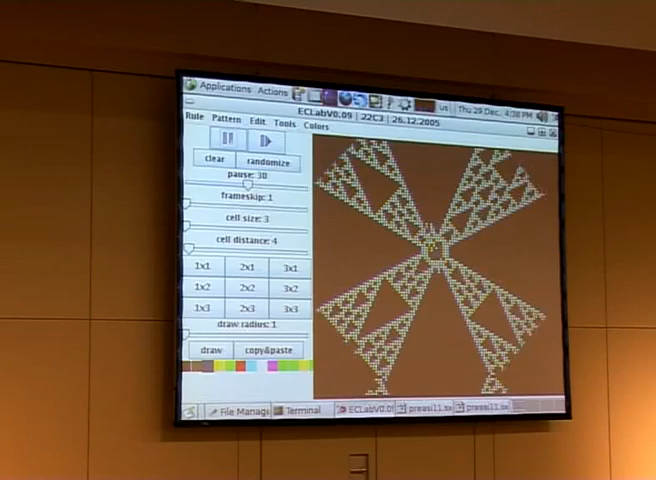 Applications Actions us Thu 29 Dec, 4:38 PM
ECLabV0.09 | 22C3 | 26.12.2005
Rule Pattern Edit Tools Colors
clear randomize
pause: 30
frameskip: 1
cell size: 3
cell distance: 4
1x1 2x1 3x1
1x2 2x2 3x2
1x3 2x3 3x3
draw radius: 1
draw copy&paste
File Manag Terminal ECLabV0.0